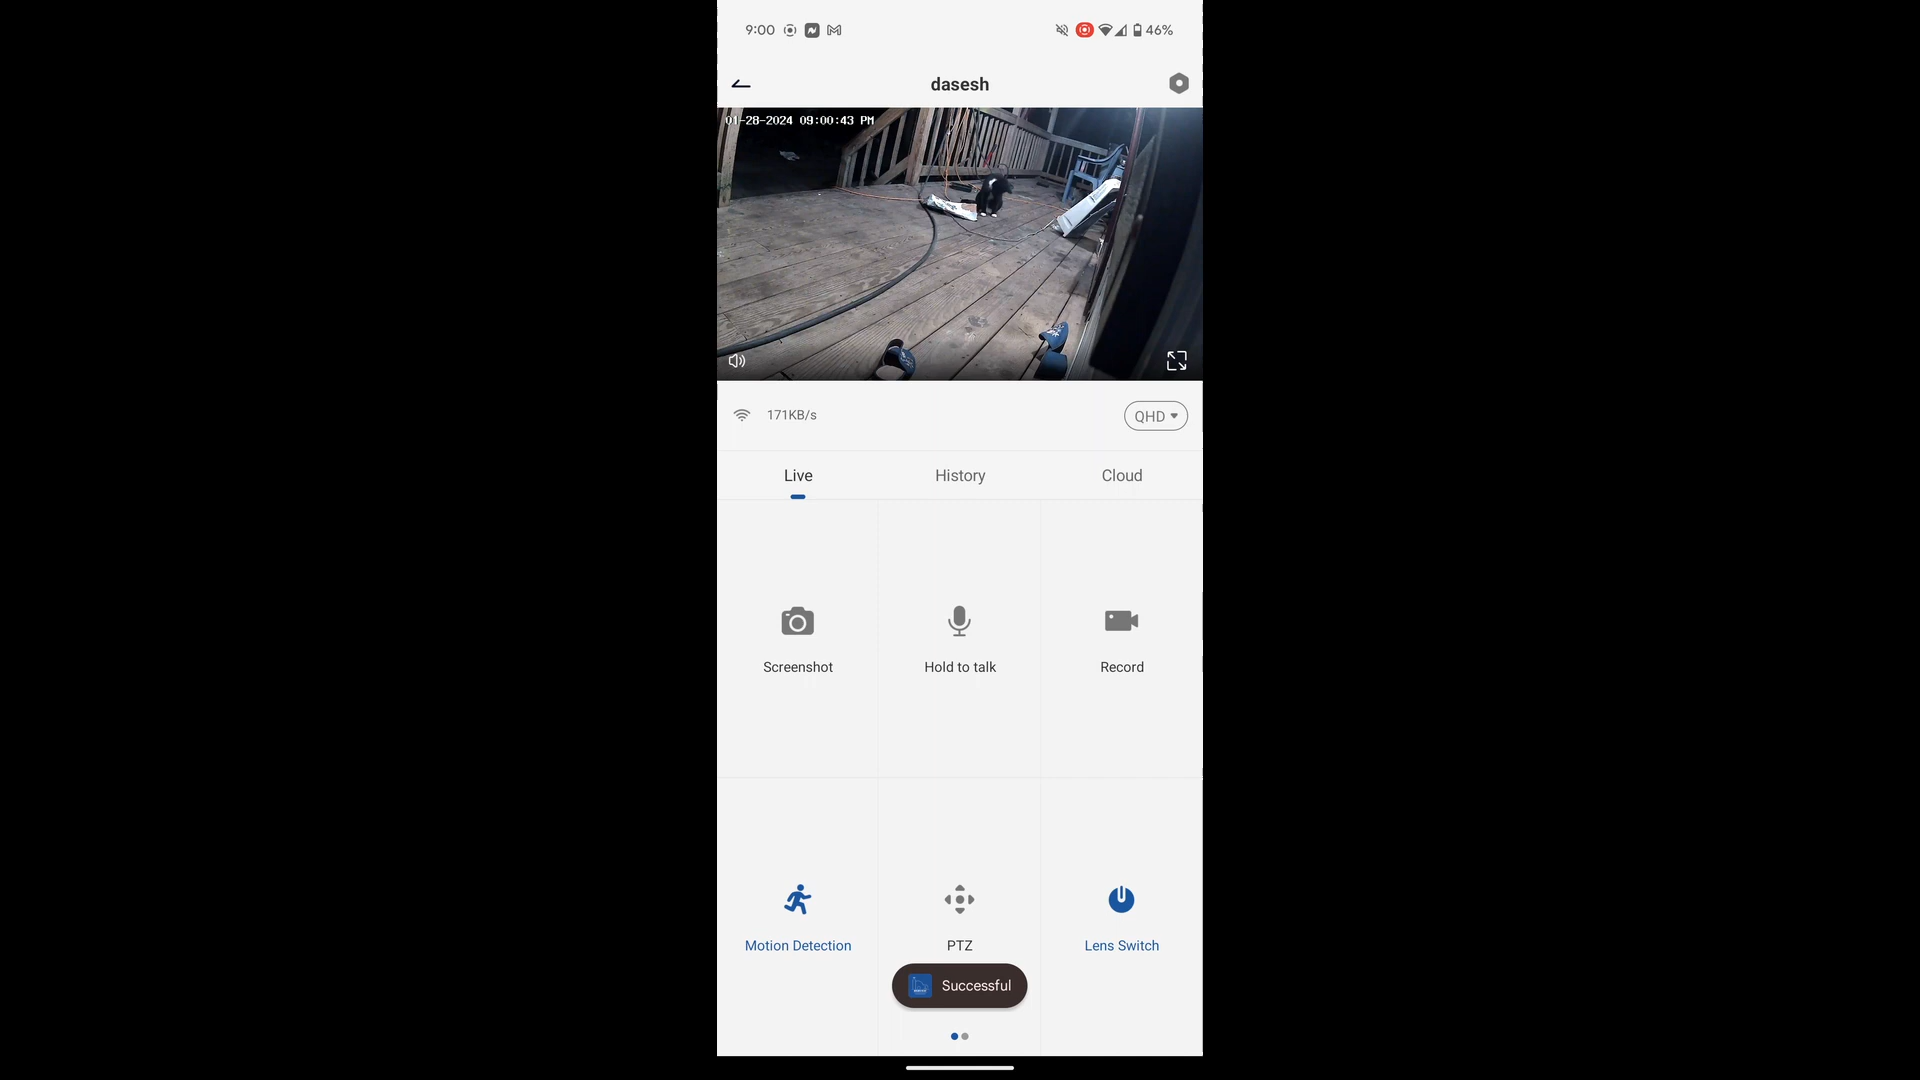 9:00
46%
dasesh
01-28-2024 09:00:43 PM
171KB/s
QHD
Live History Cloud
Screenshot Hold to talk Record
Motion Detection PTZ Lens Switch
Successful